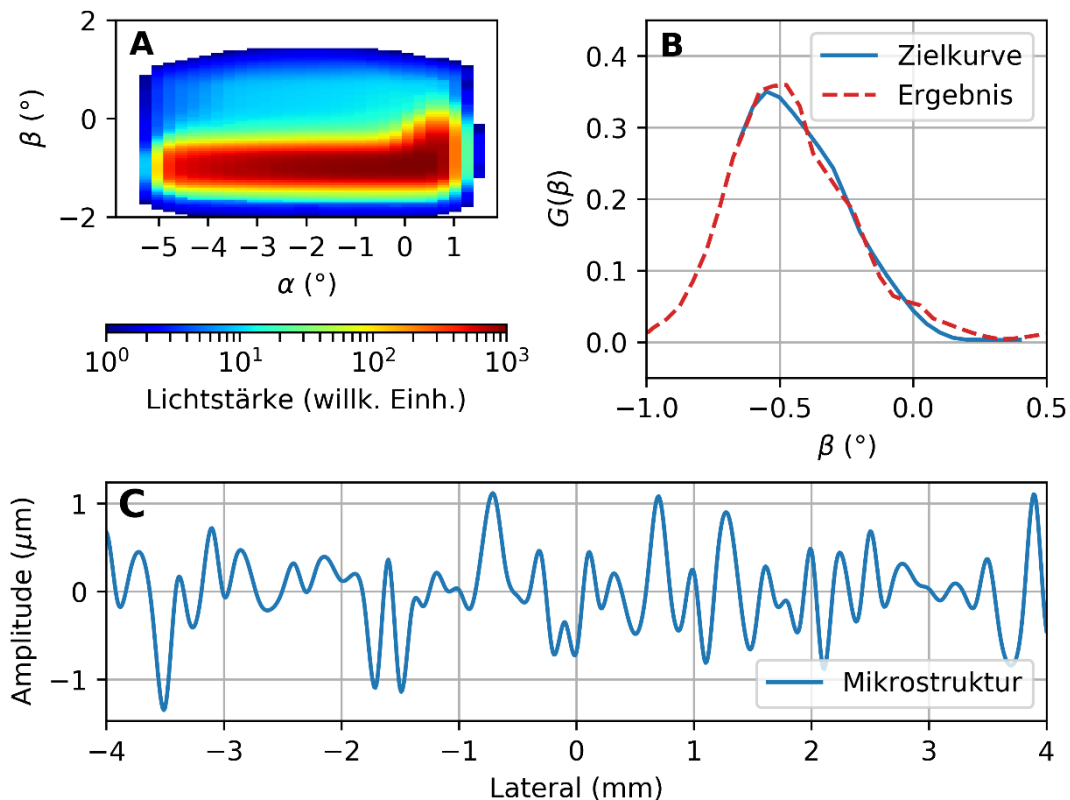 A
2
0
−2
β (°)
−5 −4 −3 −2 −1 0 1
α (°)
10⁰ 10¹ 10² 10³
Lichtstärke (willk. Einh.)
B
Zielkurve
Ergebnis
0.4
0.3
0.2
0.1
0.0
G(β)
−1.0 −0.5 0.0 0.5
β (°)
C
1
0
−1
Amplitude (μm)
Mikrostruktur
−4 −3 −2 −1 0 1 2 3 4
Lateral (mm)